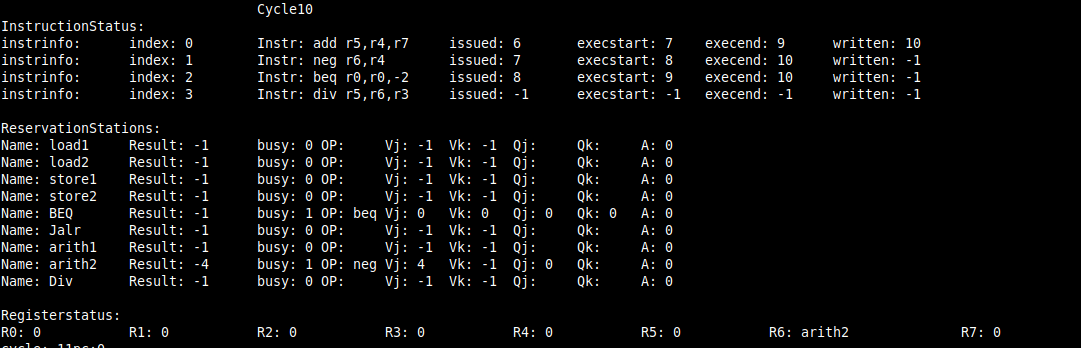 Cycle10
InstructionStatus:
instrinfo: index: 0 Instr: add r5,r4,r7 issued: 6 execstart: 7 execend: 9 written: 10
instrinfo: index: 1 Instr: neg r6,r4 issued: 7 execstart: 8 execend: 10 written: -1
instrinfo: index: 2 Instr: beq r0,r0,-2 issued: 8 execstart: 9 execend: 10 written: -1
instrinfo: index: 3 Instr: div r5,r6,r3 issued: -1 execstart: -1 execend: -1 written: -1
ReservationStations:
Name: load1 Result: -1 busy: 0 OP: Vj: -1 Vk: -1 Qj: Qk: A: 0
Name: load2 Result: -1 busy: 0 OP: Vj: -1 Vk: -1 Qj: Qk: A: 0
Name: store1 Result: -1 busy: 0 OP: Vj: -1 Vk: -1 Qj: Qk: A: 0
Name: store2 Result: -1 busy: 0 OP: Vj: -1 Vk: -1 Qj: Qk: A: 0
Name: BEQ Result: -1 busy: 1 OP: beq Vj: 0 Vk: 0 Qj: 0 Qk: 0 A: 0
Name: Jalr Result: -1 busy: 0 OP: Vj: -1 Vk: -1 Qj: Qk: A: 0
Name: arith1 Result: -1 busy: 0 OP: Vj: -1 Vk: -1 Qj: Qk: A: 0
Name: arith2 Result: -4 busy: 1 OP: neg Vj: 4 Vk: -1 Qj: 0 Qk: A: 0
Name: Div Result: -1 busy: 0 OP: Vj: -1 Vk: -1 Qj: Qk: A: 0
Registerstatus:
R0: 0 R1: 0 R2: 0 R3: 0 R4: 0 R5: 0 R6: arith2 R7: 0
cycle: 11pc:9